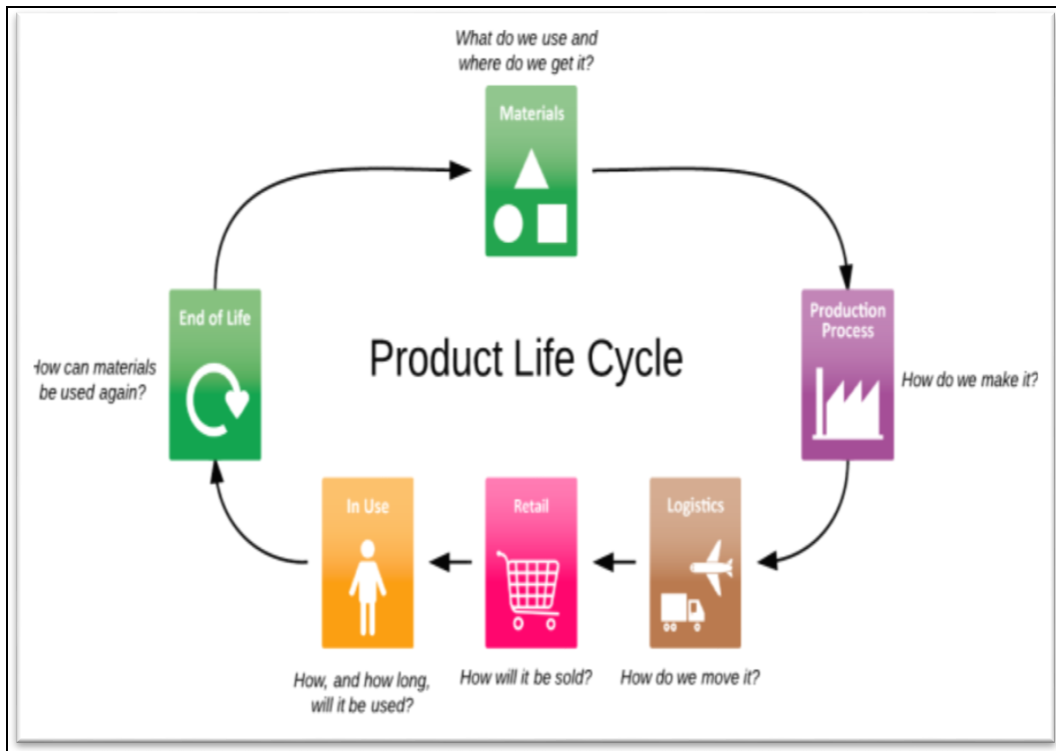 What do we use and
where do we get it?
Materials
Production
Process
How do we make it?
Logistics
How do we move it?
Retail
How will it be sold?
In Use
How, and how long,
will it be used?
End of Life
How can materials
be used again?
Product Life Cycle